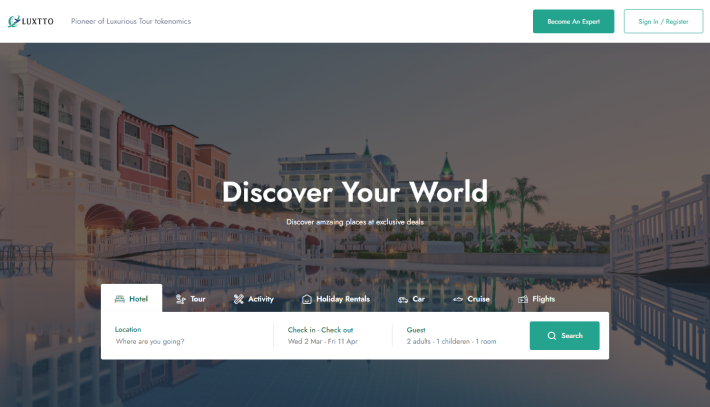 LUXTTO
Pioneer of Luxurious Tour tokenomics
Become An Expert
Sign In / Register
Discover Your World
Discover amzaing places at exclusive deals
Hotel
Tour
Activity
Holiday Rentals
Car
Cruise
Flights
Location
Where are you going?
Check in - Check out
Wed 2 Mar - Fri 11 Apr
Guest
2 adults - 1 childeren - 1 room
Search